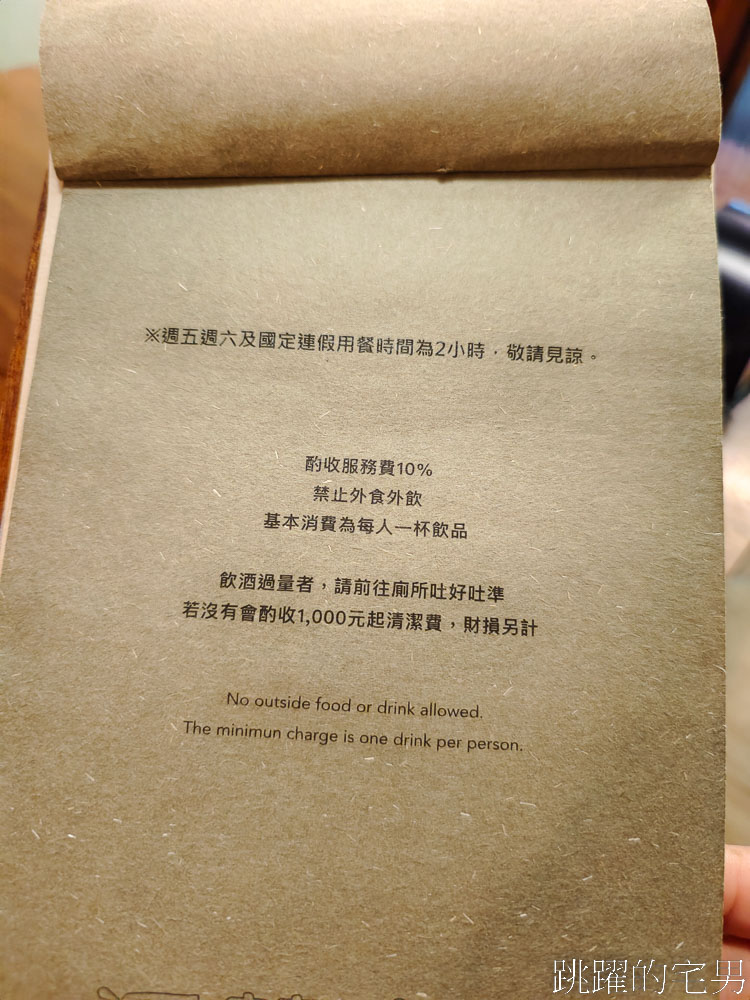 ※週五週六及國定連假用餐時間為2小時，敬請見諒。
酌收服務費10%
禁止外食外飲
基本消費為每人一杯飲品
飲酒過量者，請前往廁所吐好吐準
若沒有會酌收1,000元起清潔費，財損另計
No outside food or drink allowed.
The minimun charge is one drink per person.
跳躍的宅男